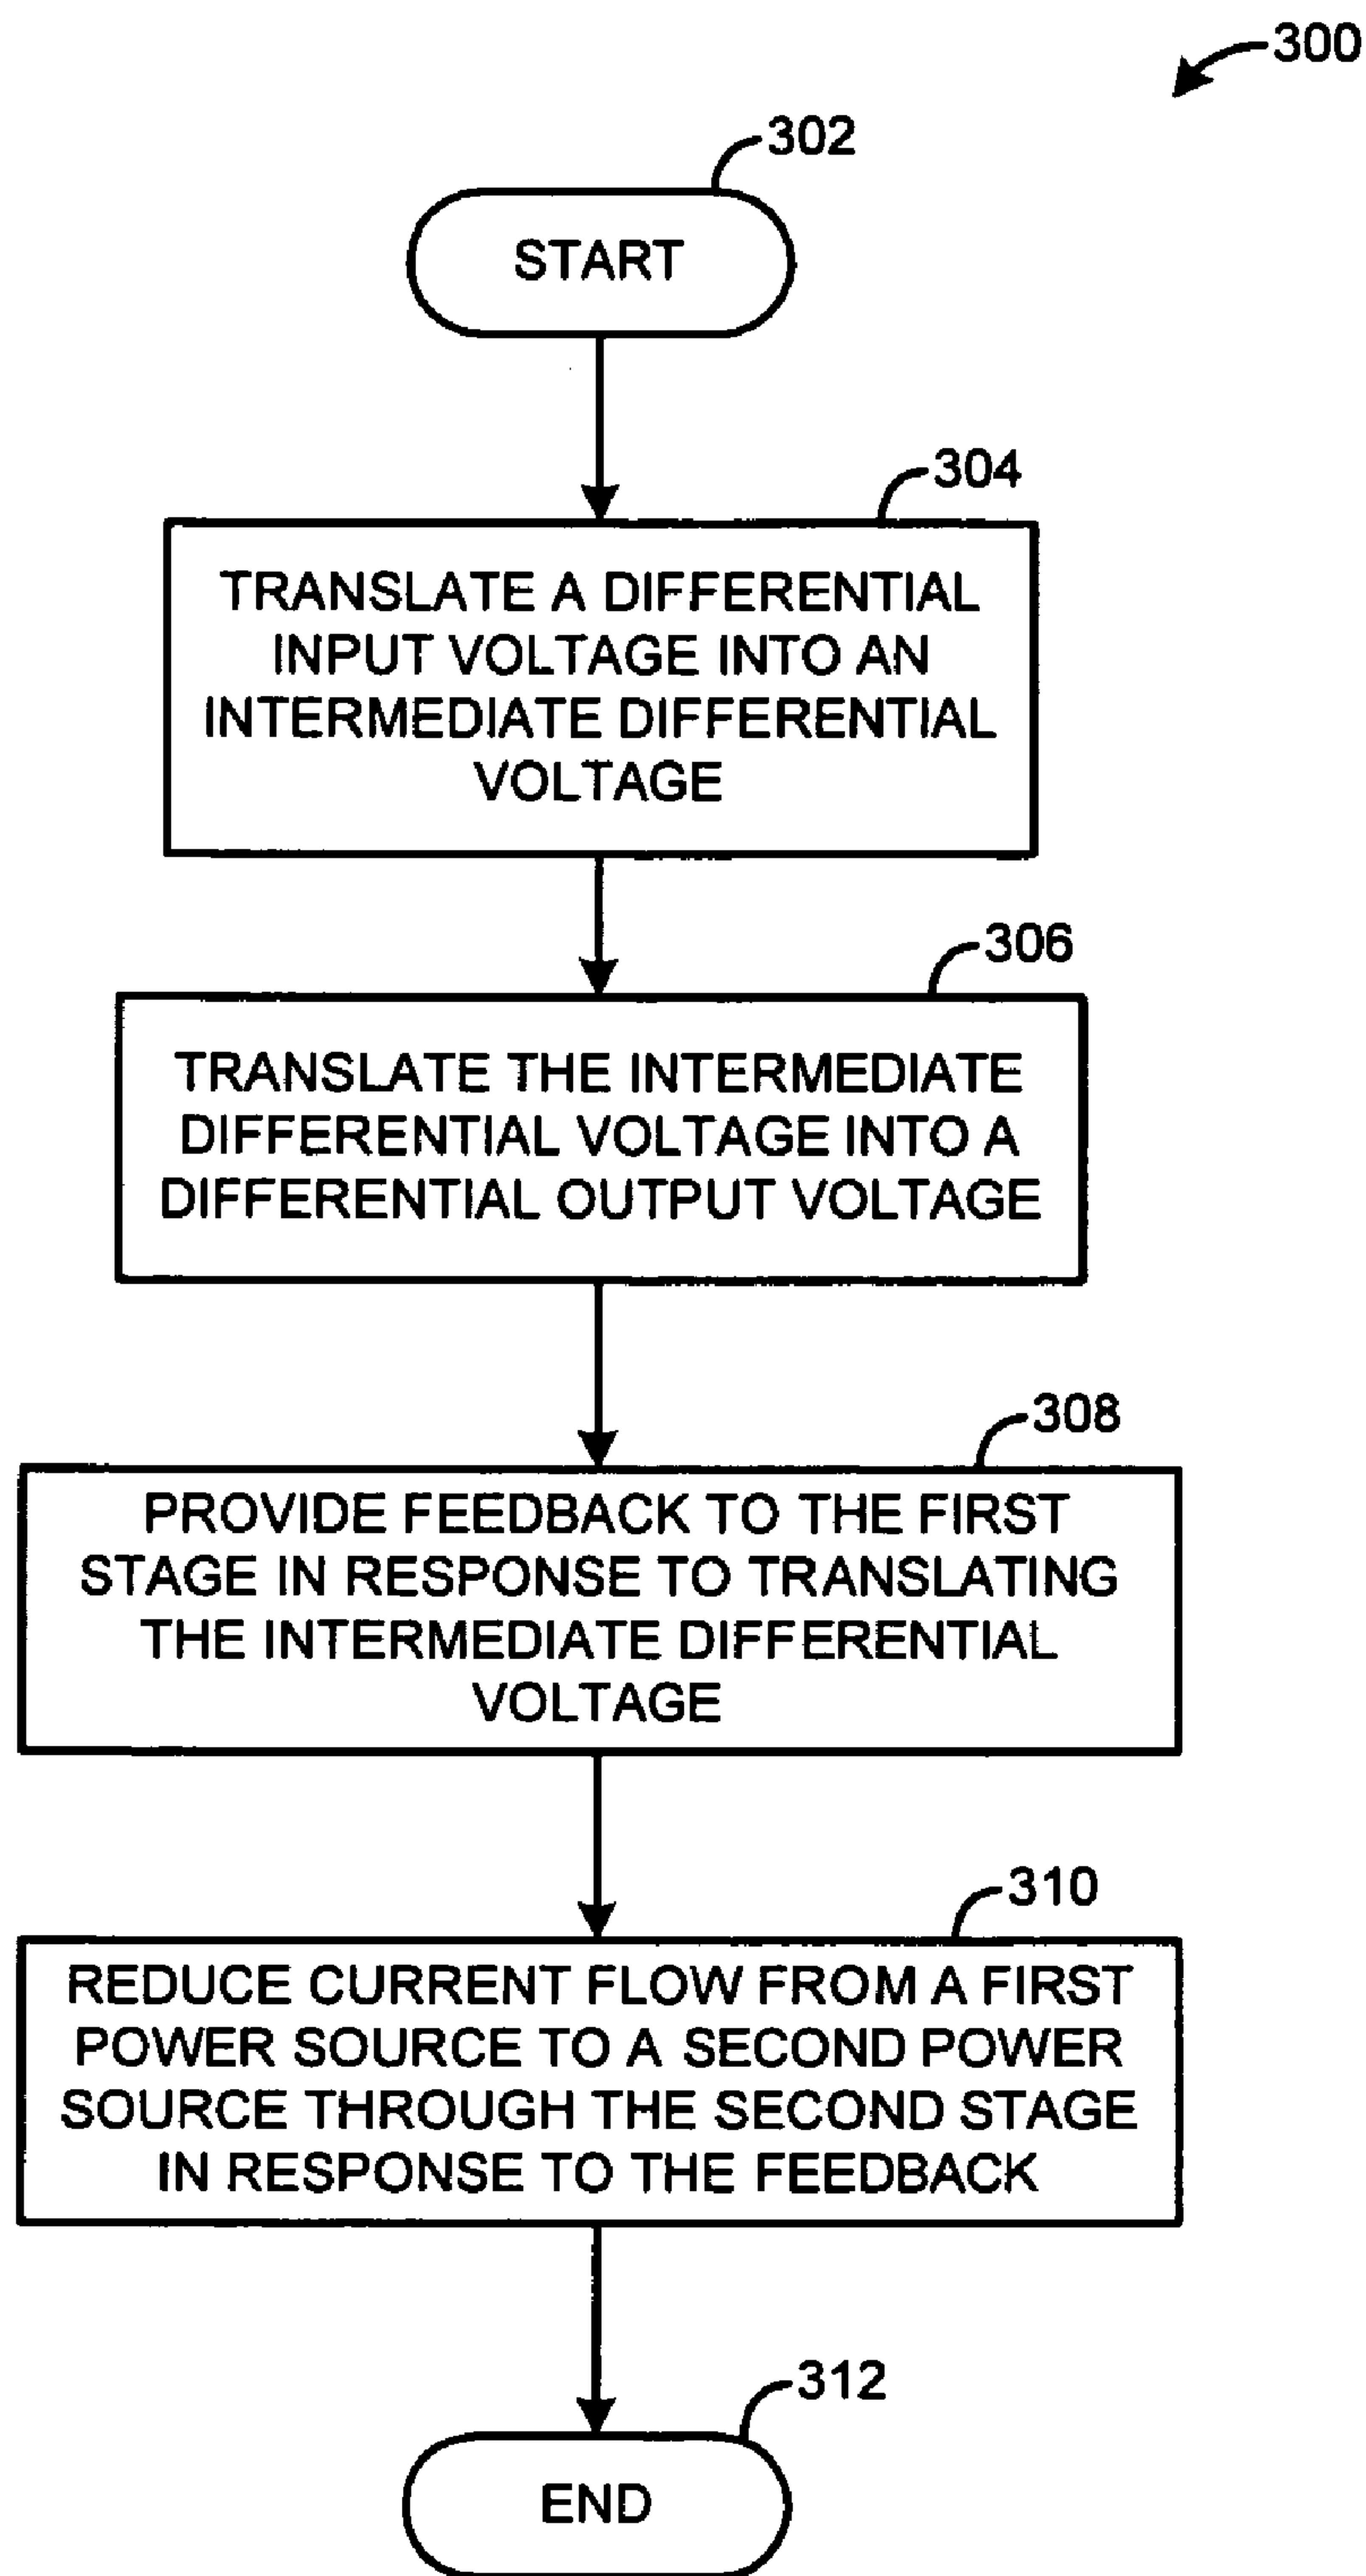 300
302
START
304
TRANSLATE A DIFFERENTIAL
INPUT VOLTAGE INTO AN
INTERMEDIATE DIFFERENTIAL
VOLTAGE
306
TRANSLATE THE INTERMEDIATE
DIFFERENTIAL VOLTAGE INTO A
DIFFERENTIAL OUTPUT VOLTAGE
308
PROVIDE FEEDBACK TO THE FIRST
STAGE IN RESPONSE TO TRANSLATING
THE INTERMEDIATE DIFFERENTIAL
VOLTAGE
310
REDUCE CURRENT FLOW FROM A FIRST
POWER SOURCE TO A SECOND POWER
SOURCE THROUGH THE SECOND STAGE
IN RESPONSE TO THE FEEDBACK
312
END